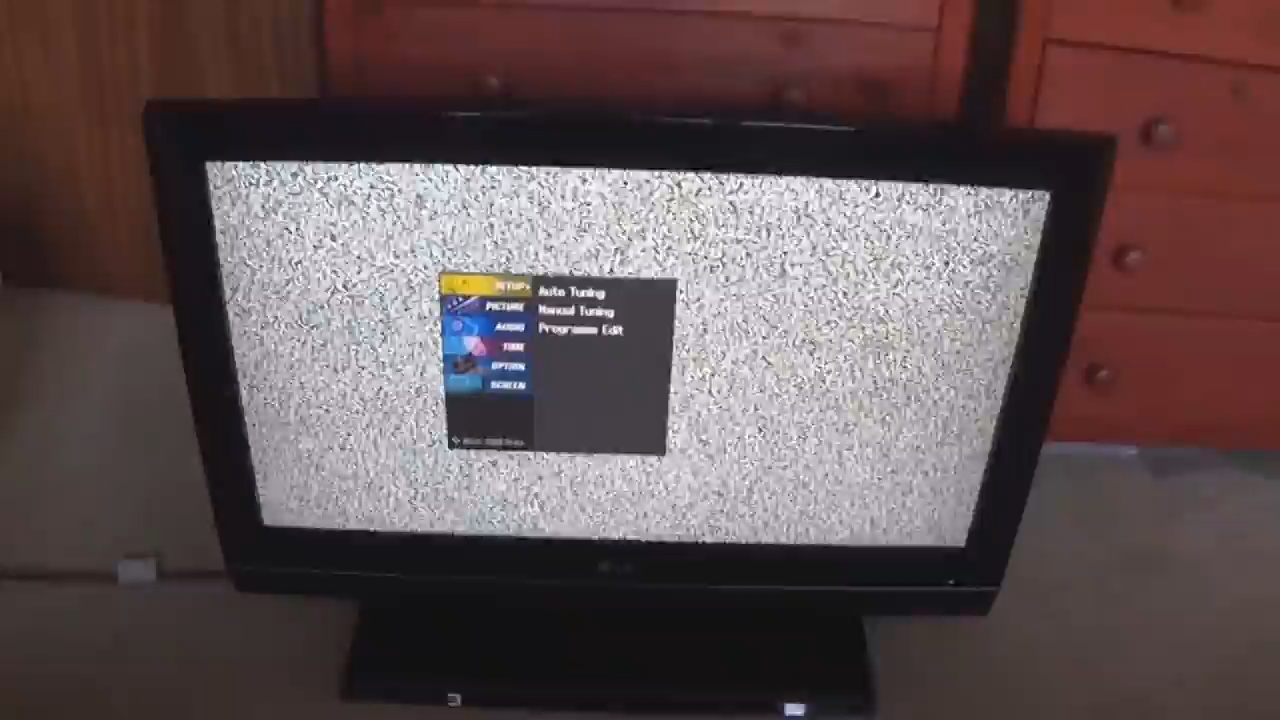 SETUP
Auto Tuning
PICTURE
Manual Tuning
AUDIO
Programme Edit
TIME
OPTION
SCREEN